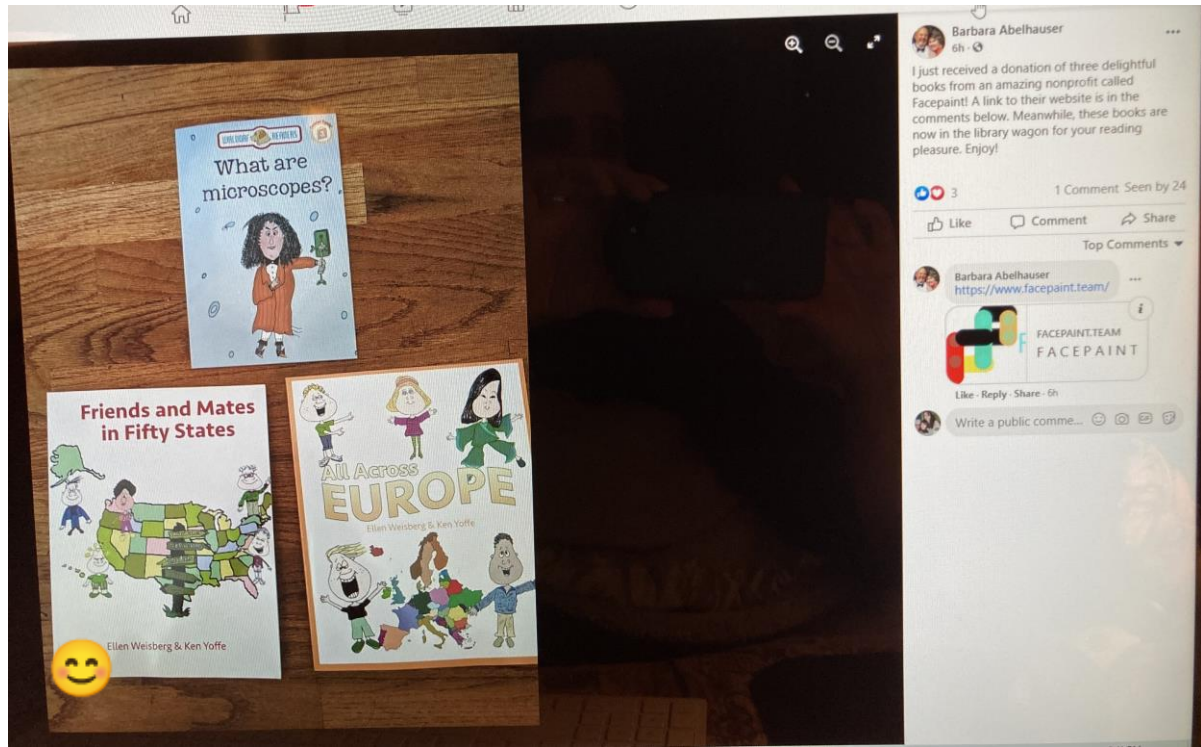 WALDORF READERS
What are
microscopes?
Friends and Mates
in Fifty States
Ellen Weisberg & Ken Yoffe
All Across
EUROPE
Ellen Weisberg & Ken Yoffe
Barbara Abelhauser
6h ·
I just received a donation of three delightful
books from an amazing nonprofit called
Facepaint! A link to their website is in the
comments below. Meanwhile, these books are
now in the library wagon for your reading
pleasure. Enjoy!
3
1 Comment Seen by 24
Like Comment Share
Top Comments
Barbara Abelhauser
https://www.facepaint.team/
F
FACEPAINT.TEAM
FACEPAINT
Like · Reply · Share · 6h
Write a public comme...